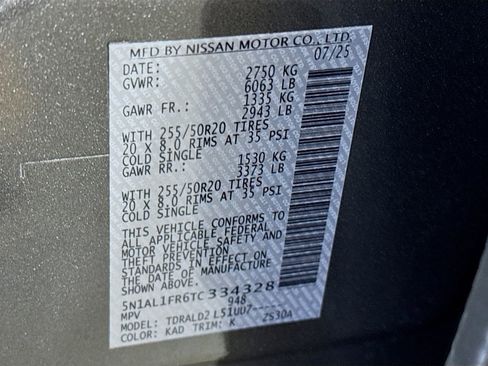 MFD BY NISSAN MOTOR CO., LTD.
DATE: 07/25
GVWR: 2750 KG
6063 LB
GAWR FR.: 1335 KG
2943 LB
WITH 255/50R20 TIRES
20 X 8.0 RIMS AT 35 PSI
COLD SINGLE
GAWR RR.: 1530 KG
3373 LB
WITH 255/50R20 TIRES
20 X 8.0 RIMS AT 35 PSI
COLD SINGLE
THIS VEHICLE CONFORMS TO
ALL APPLICABLE FEDERAL
MOTOR VEHICLE SAFETY AND
THEFT PREVENTION
STANDARDS IN EFFECT ON
THE DATE OF MANUFACTURE
SHOWN ABOVE.
5N1AL1FR6TC334328
MPV 948
MODEL: TDRALD2 L51UU7-----
COLOR: KAD TRIM: K ZS30A